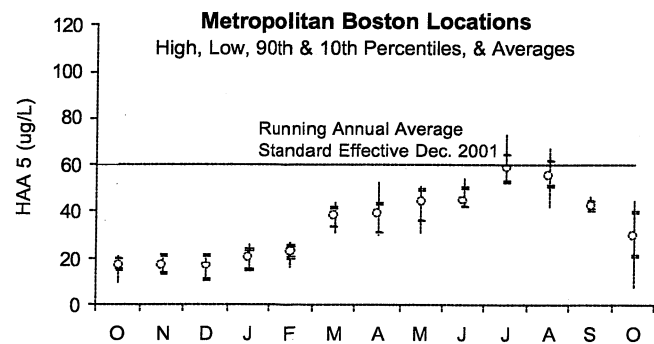 Metropolitan Boston Locations
High, Low, 90th & 10th Percentiles, & Averages
HAA 5 (ug/L)
120
100
80
60
40
20
0
Running Annual Average
Standard Effective Dec. 2001
O N D J F M A M J J A S O